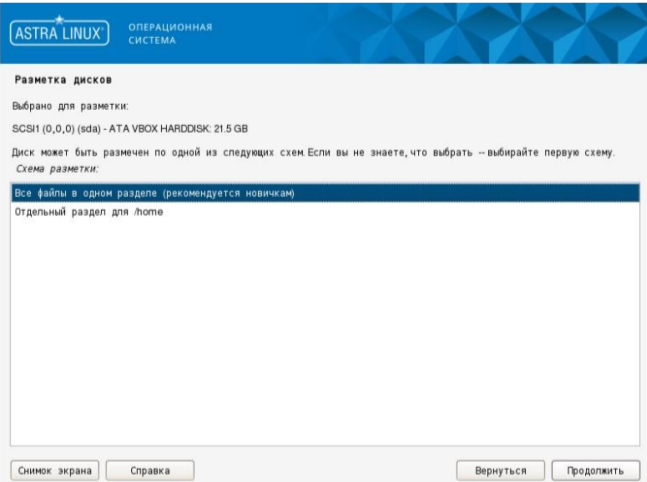 ASTRA LINUX®
ОПЕРАЦИОННАЯ
СИСТЕМА
Разметка дисков
Выбрано для разметки:
SCSI1 (0,0,0) (sda) - ATA VBOX HARDDISK: 21.5 GB
Диск может быть размечен по одной из следующих схем. Если вы не знаете, что выбрать -- выбирайте первую схему.
Схема разметки:
Все файлы в одном разделе (рекомендуется новичкам)
Отдельный раздел для /home
Снимок экрана
Справка
Вернуться
Продолжить